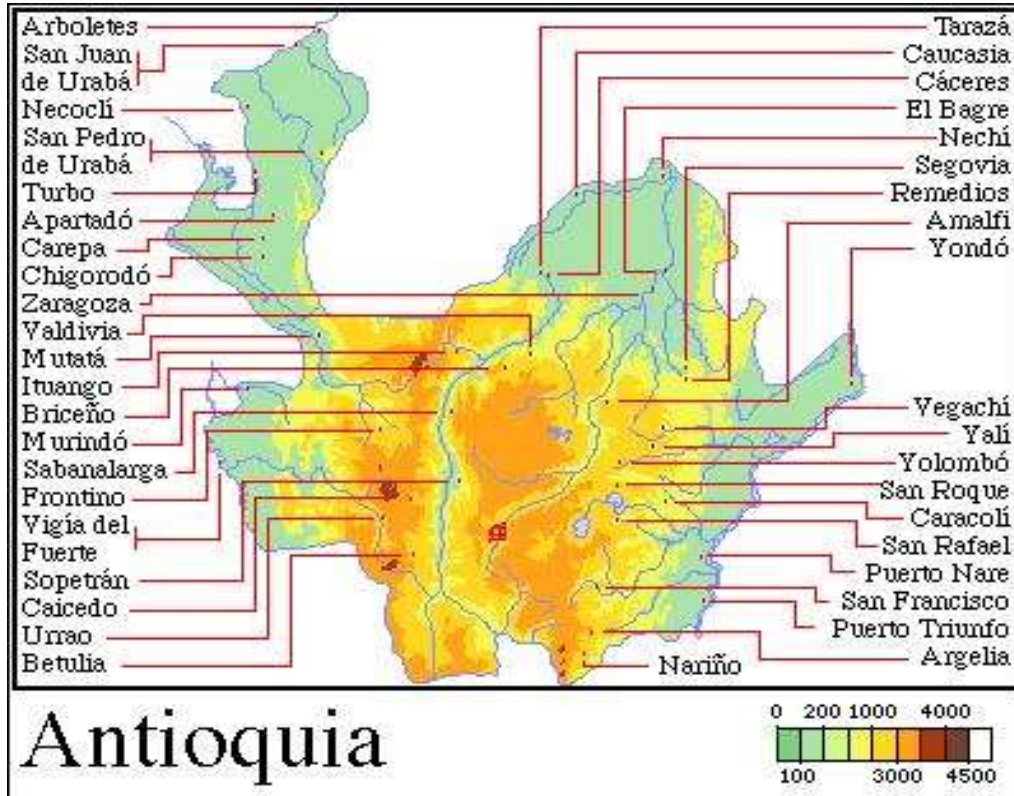 Arboletes
San Juan
de Urabá
Necoclí
San Pedro
de Urabá
Turbo
Apartadó
Carepa
Chigorodó
Zaragoza
Valdivia
Mutatá
Ituango
Briceño
Murindó
Sabanalarga
Frontino
Vigía del
Fuerte
Sopetrán
Caicedo
Urrao
Betulia
Tarazá
Caucasia
Cáceres
El Bagre
Nechí
Segovia
Remedios
Amalfi
Yondó
Vegachí
Yalí
Yolombó
San Roque
Caracolí
San Rafael
Puerto Nare
San Francisco
Puerto Triunfo
Argelia
Nariño
Antioquia
0 200 1000 4000
100 3000 4500